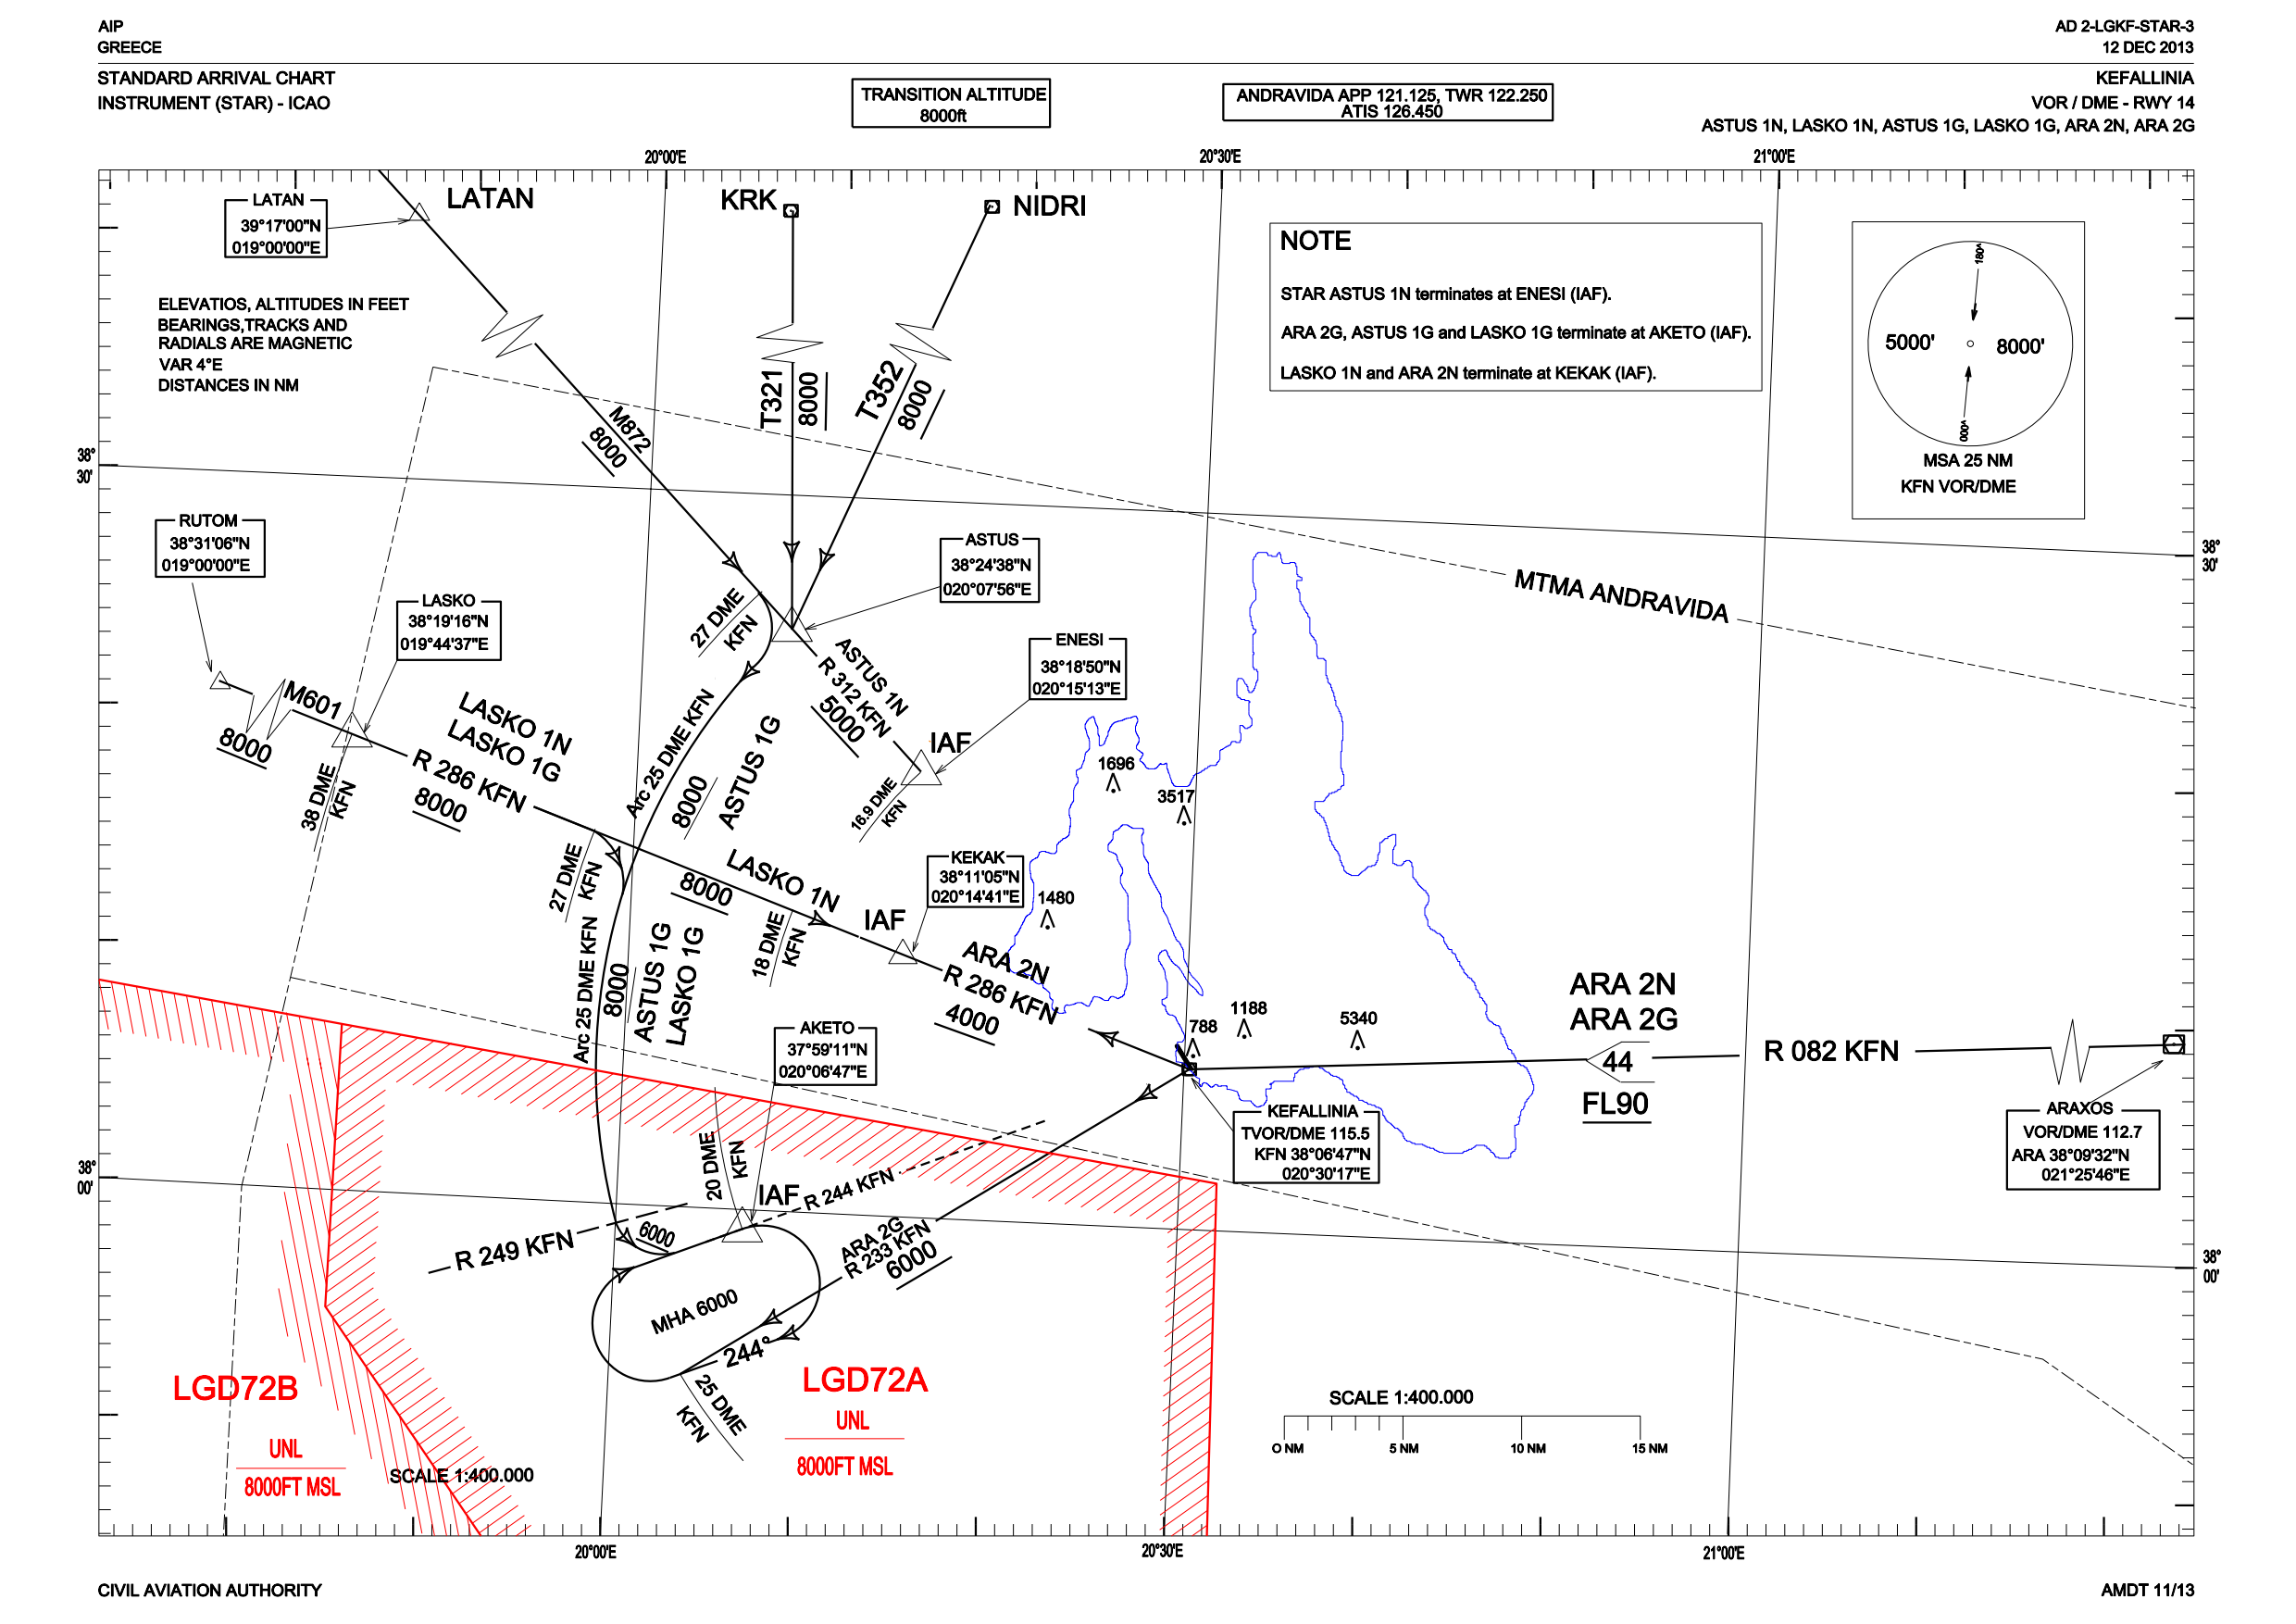 AIP
GREECE
AD 2-LGKF-STAR-3
12 DEC 2013
STANDARD ARRIVAL CHART
INSTRUMENT (STAR) - ICAO
TRANSITION ALTITUDE
8000ft
ANDRAVIDA APP 121.125, TWR 122.250
ATIS 126.450
KEFALLINIA
VOR / DME - RWY 14
ASTUS 1N, LASKO 1N, ASTUS 1G, LASKO 1G, ARA 2N, ARA 2G
20°00'E
20°30'E
21°00'E
LATAN
39°17'00"N
019°00'00"E
LATAN
KRK
NIDRI
NOTE
STAR ASTUS 1N terminates at ENESI (IAF).
ARA 2G, ASTUS 1G and LASKO 1G terminate at AKETO (IAF).
LASKO 1N and ARA 2N terminate at KEKAK (IAF).
180°
5000'
8000'
000°
MSA 25 NM
KFN VOR/DME
ELEVATIOS, ALTITUDES IN FEET
BEARINGS,TRACKS AND
RADIALS ARE MAGNETIC
VAR 4°E
DISTANCES IN NM
M872
8000
T321
8000
T352
8000
38°
30'
38°
30'
RUTOM
38°31'06"N
019°00'00"E
LASKO
38°19'16"N
019°44'37"E
ASTUS
38°24'38"N
020°07'56"E
ENESI
38°18'50"N
020°15'13"E
MTMA ANDRAVIDA
27 DME
KFN
ASTUS 1N
R 312 KFN
5000
IAF
16.9 DME
KFN
M601
8000
LASKO 1N
LASKO 1G
R 286 KFN
8000
38 DME
KFN
Arc 25 DME KFN
8000
ASTUS 1G
27 DME
KFN
LASKO 1N
8000
18 DME
KFN
IAF
KEKAK
38°11'05"N
020°14'41"E
1696
3517
1480
ARA 2N
R 286 KFN
4000
Arc 25 DME KFN
8000
ASTUS 1G
LASKO 1G
788
1188
5340
ARA 2N
ARA 2G
44
FL90
R 082 KFN
AKETO
37°59'11"N
020°06'47"E
KEFALLINIA
TVOR/DME 115.5
KFN 38°06'47"N
020°30'17"E
ARAXOS
VOR/DME 112.7
ARA 38°09'32"N
021°25'46"E
38°
00'
38°
00'
20 DME
KFN
IAF
R 244 KFN
R 249 KFN
6000
ARA 2G
R 233 KFN
6000
MHA 6000
244°
25 DME
KFN
LGD72B
UNL
8000FT MSL
LGD72A
UNL
8000FT MSL
SCALE 1:400.000
SCALE 1:400.000
O NM
5 NM
10 NM
15 NM
20°00'E
20°30'E
21°00'E
CIVIL AVIATION AUTHORITY
AMDT 11/13